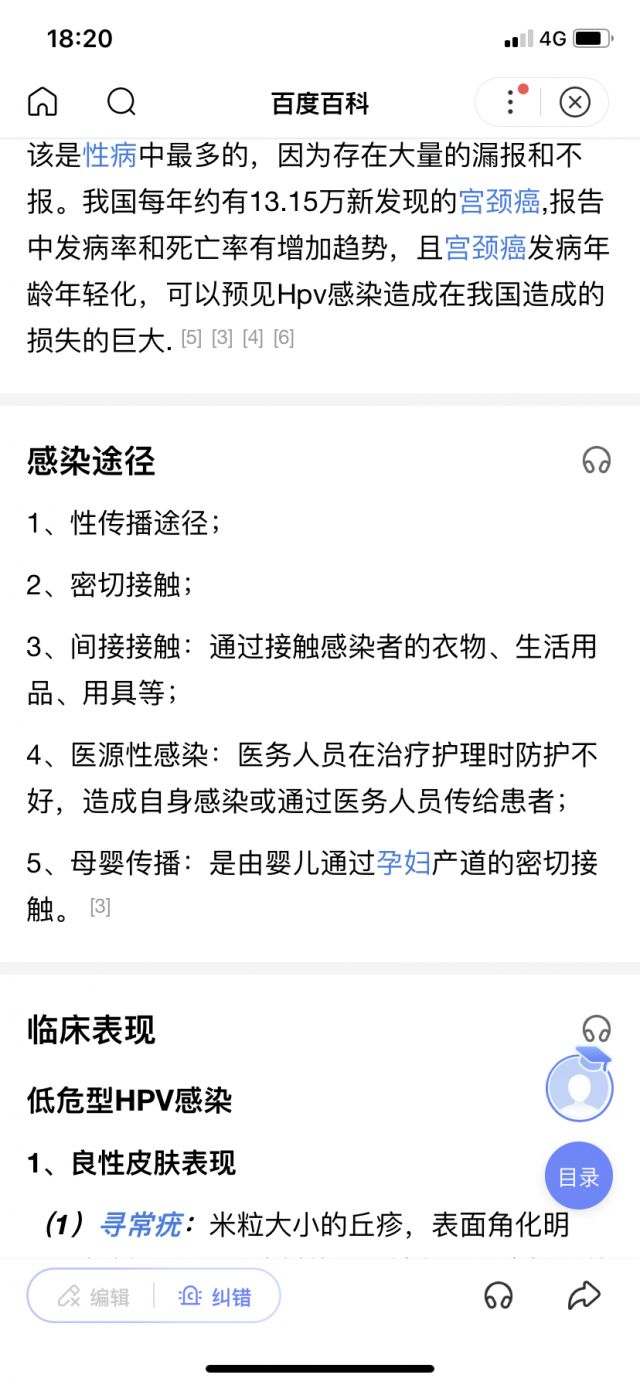 18:20
4G
百度百科
该是性病中最多的，因为存在大量的漏报和不
报。我国每年约有13.15万新发现的宫颈癌,报告
中发病率和死亡率有增加趋势，且宫颈癌发病年
龄年轻化，可以预见Hpv感染造成在我国造成的
损失的巨大. [5] [3] [4] [6]
感染途径
1、性传播途径；
2、密切接触；
3、间接接触：通过接触感染者的衣物、生活用
品、用具等；
4、医源性感染：医务人员在治疗护理时防护不
好，造成自身感染或通过医务人员传给患者；
5、母婴传播：是由婴儿通过孕妇产道的密切接
触。 [3]
临床表现
低危型HPV感染
1、良性皮肤表现
目录
（1）寻常疣：米粒大小的丘疹，表面角化明
编辑
纠错